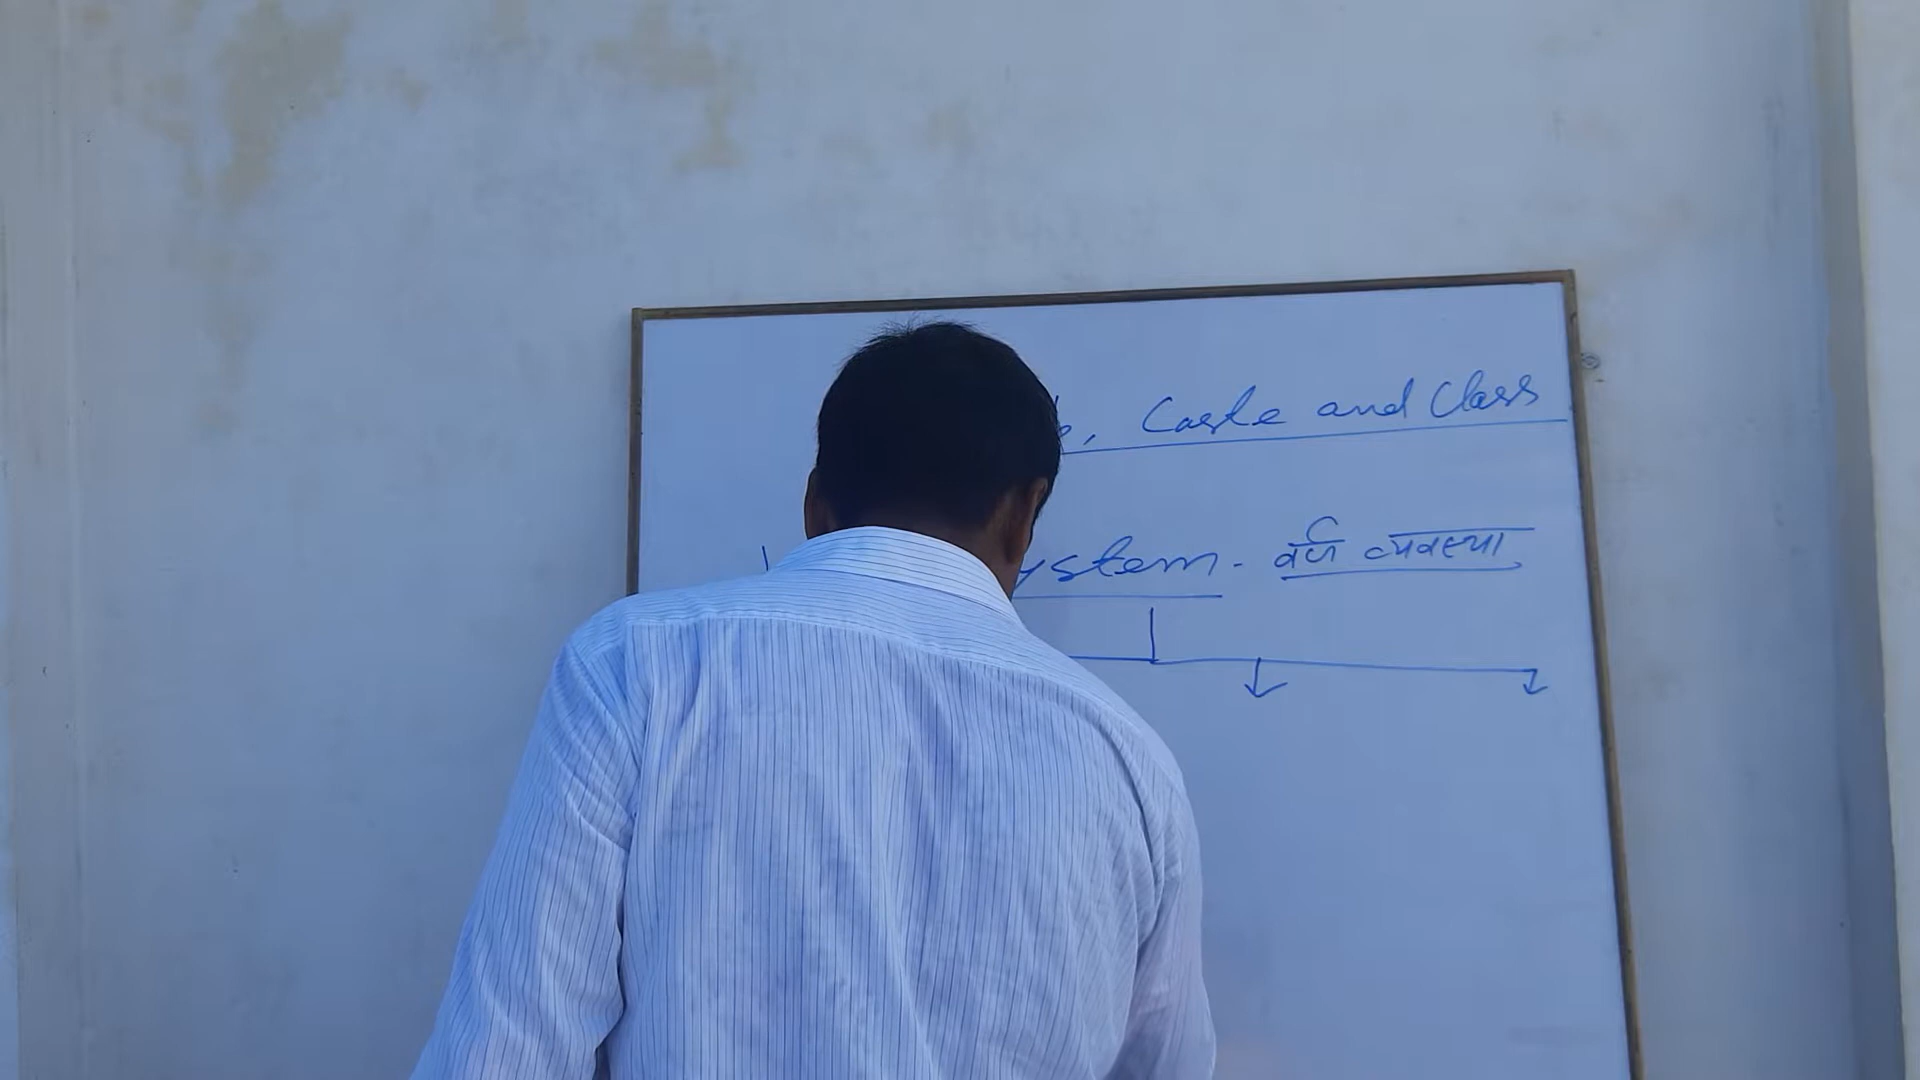 , Caste and Class
ystem - वर्ण व्यवस्था